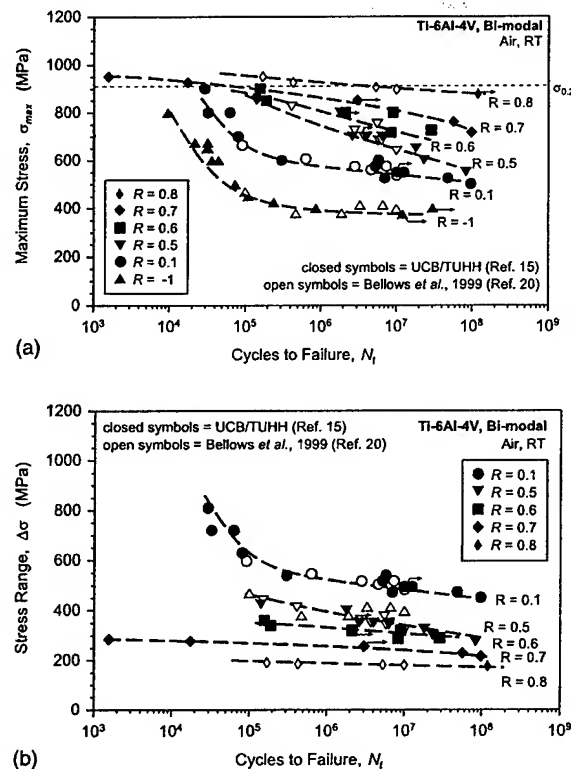 Ti-6Al-4V, Bi-modal
Air, RT
1200
1000
800
600
400
200
0
Maximum Stress, σmax (MPa)
σ0.2
R = 0.8
R = 0.7
R = 0.6
R = 0.5
R = 0.1
R = -1
R = 0.8
R = 0.7
R = 0.6
R = 0.5
R = 0.1
R = -1
closed symbols = UCB/TUHH (Ref. 15)
open symbols = Bellows et al., 1999 (Ref. 20)
10³ 10⁴ 10⁵ 10⁶ 10⁷ 10⁸ 10⁹
(a)
Cycles to Failure, Nf
closed symbols = UCB/TUHH (Ref. 15)
open symbols = Bellows et al., 1999 (Ref. 20)
Ti-6Al-4V, Bi-modal
Air, RT
1200
1000
800
600
400
200
0
Stress Range, Δσ (MPa)
R = 0.1
R = 0.5
R = 0.6
R = 0.7
R = 0.8
R = 0.1
R = 0.5
R = 0.6
R = 0.7
R = 0.8
10³ 10⁴ 10⁵ 10⁶ 10⁷ 10⁸ 10⁹
(b)
Cycles to Failure, Nf